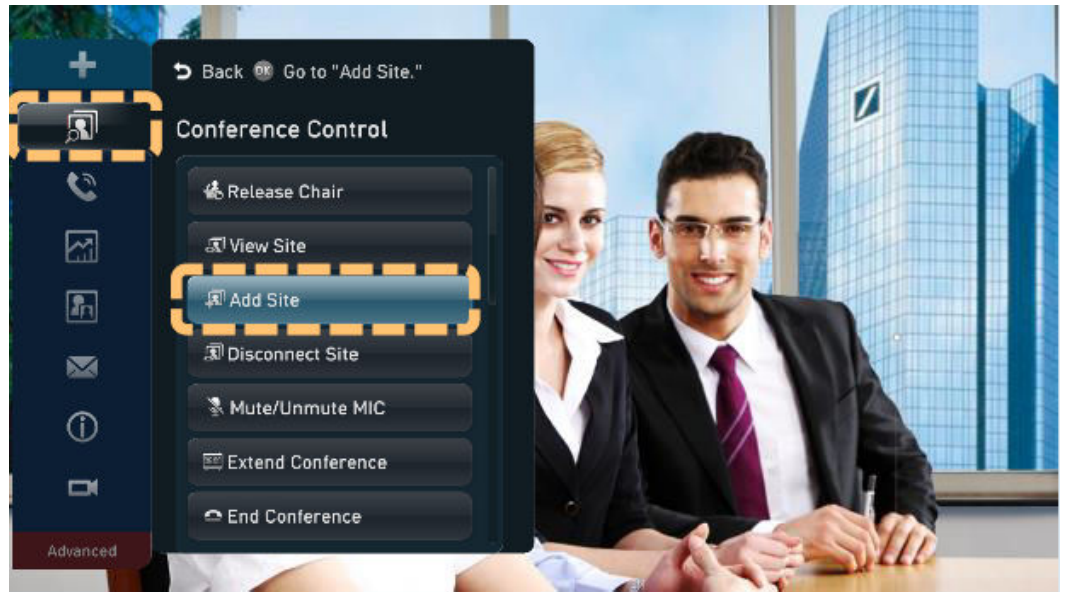 Back OK Go to "Add Site."
Conference Control
Release Chair
View Site
Add Site
Disconnect Site
Mute/Unmute MIC
Extend Conference
End Conference
Advanced